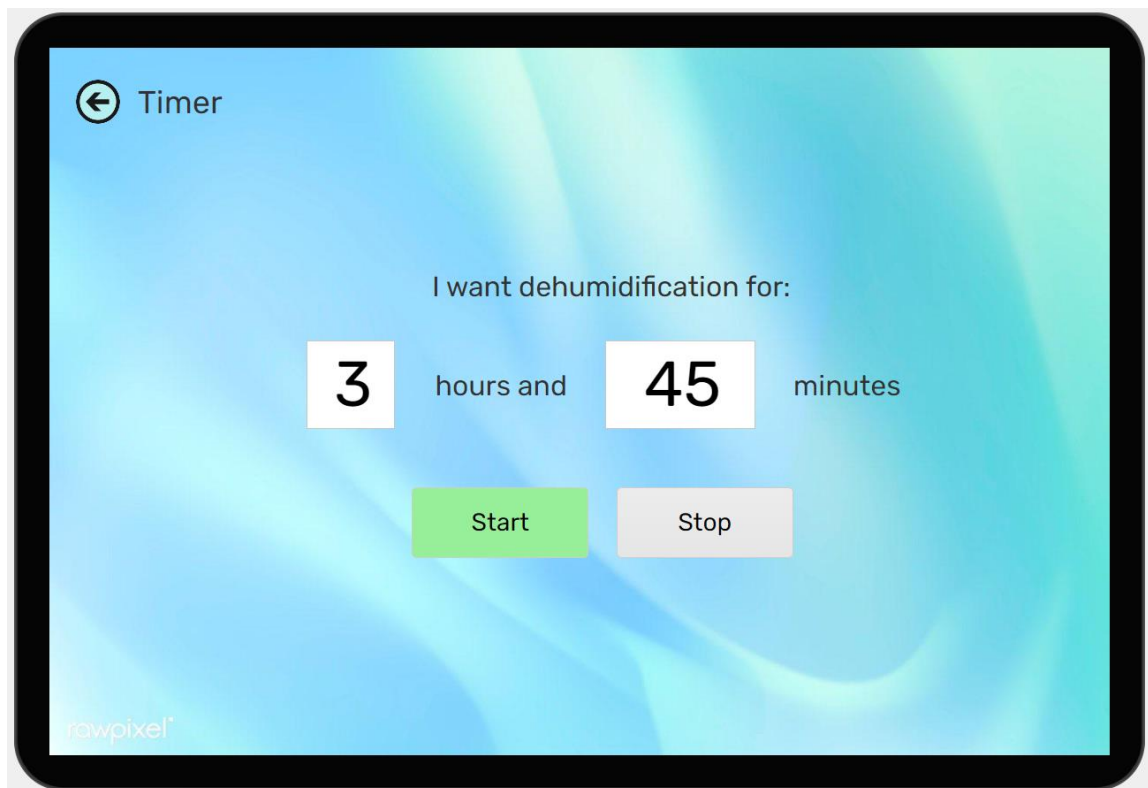 Timer
I want dehumidification for:
3 hours and 45 minutes
Start Stop
rawpixel